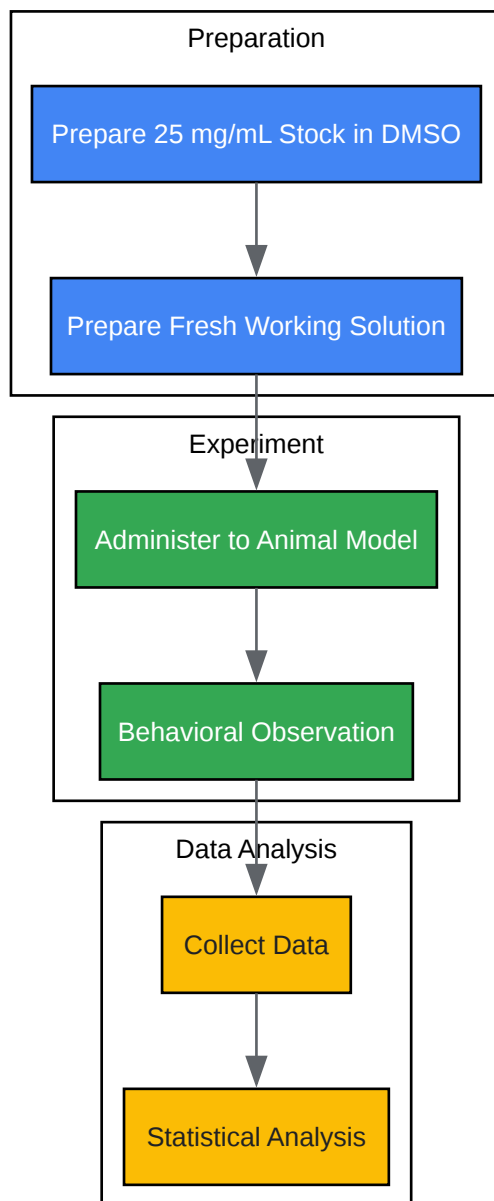 Preparation
Prepare 25 mg/mL Stock in DMSO
Prepare Fresh Working Solution
Experiment
Administer to Animal Model
Behavioral Observation
Data Analysis
Collect Data
Statistical Analysis